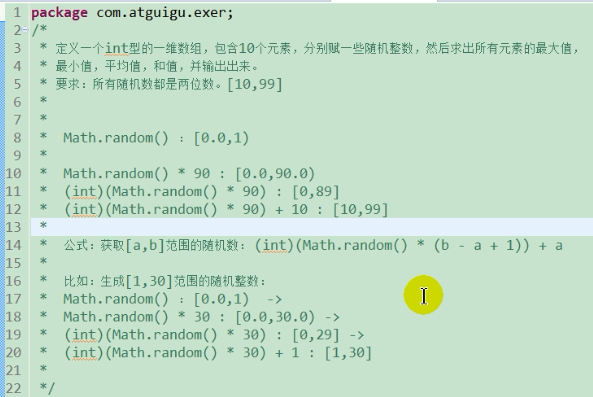 1 package com.atguigu.exer;
2 /*
3 * 定义一个int型的一维数组，包含10个元素，分别赋一些随机整数，然后求出所有元素的最大值，
4 * 最小值，平均值，和值，并输出出来。
5 * 要求：所有随机数都是两位数。[10,99]
6 *
7 *
8 * Math.random() : [0.0,1)
9 *
10 * Math.random() * 90 : [0.0,90.0)
11 * (int)(Math.random() * 90) : [0,89]
12 * (int)(Math.random() * 90) + 10 : [10,99]
13 *
14 * 公式：获取[a,b]范围的随机数：(int)(Math.random() * (b - a + 1)) + a
15 *
16 * 比如：生成[1,30]范围的随机整数：
17 * Math.random() : [0.0,1) ->
18 * Math.random() * 30 : [0.0,30.0) ->
19 * (int)(Math.random() * 30) : [0,29] ->
20 * (int)(Math.random() * 30) + 1 : [1,30]
21 *
22 */